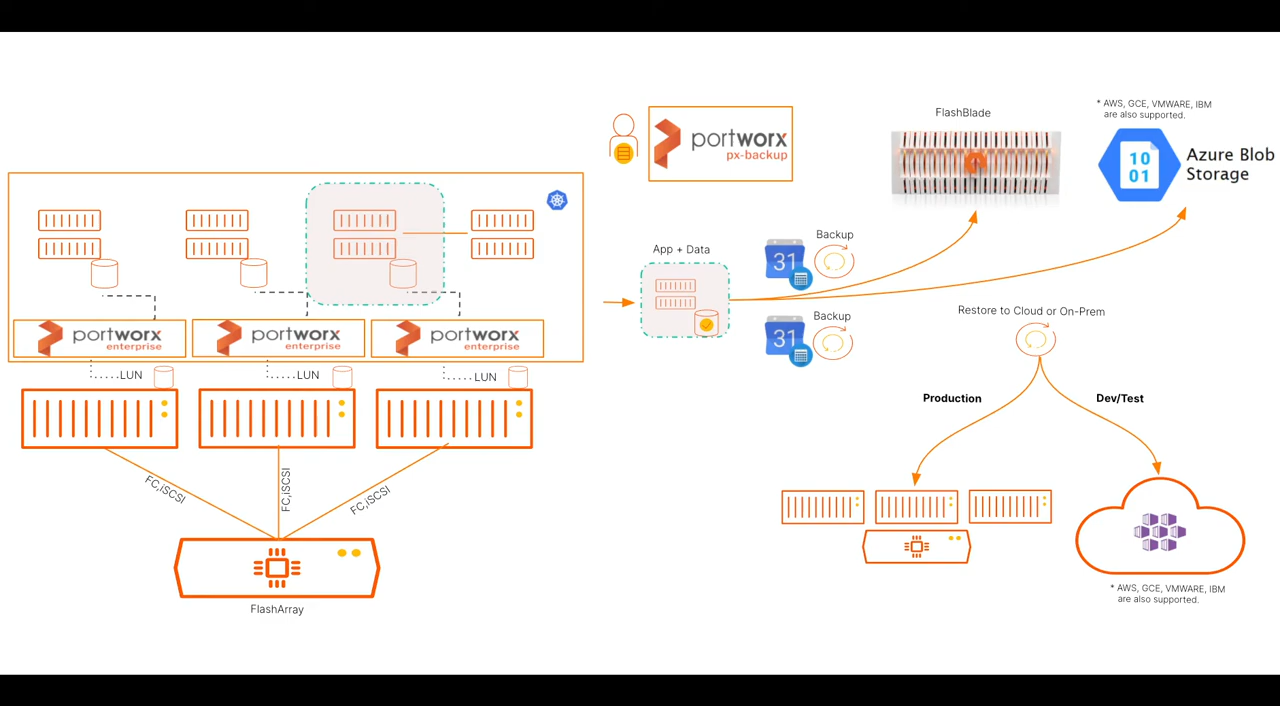 portworx
enterprise
portworx
enterprise
portworx
enterprise
LUN
LUN
LUN
FC,iSCSI
FC,iSCSI
FC,iSCSI
FlashArray
portworx
px-backup
FlashBlade
* AWS, GCE, VMWARE, IBM
are also supported.
10
01
Azure Blob
Storage
App + Data
31
Backup
31
Backup
Restore to Cloud or On-Prem
Production
Dev/Test
* AWS, GCE, VMWARE, IBM
are also supported.